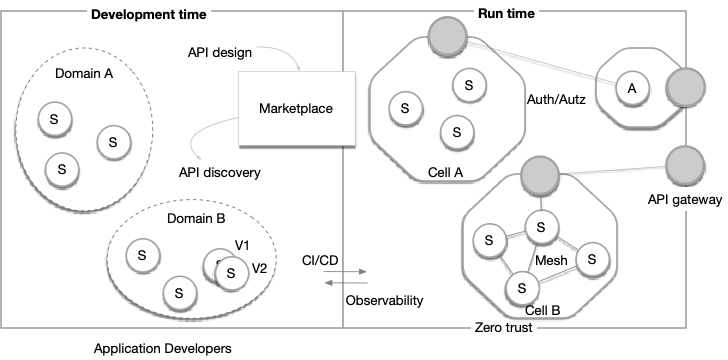 Development time
Run time
API design
Domain A
S
S
S
Marketplace
API discovery
S
S
S
Cell A
Auth/Autz
A
API gateway
Domain B
V1
V2
S
S
S
CI/CD
Observability
S
S
S
S
Mesh
Cell B
Zero trust
Application Developers